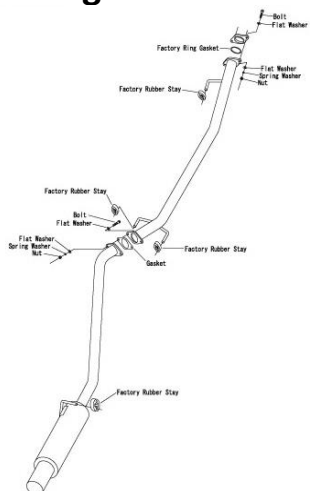 Bolt
Flat Washer
Factory Ring Gasket
Flat Washer
Spring Washer
Nut
Factory Rubber Stay
Factory Rubber Stay
Bolt
Flat Washer
Flat Washer
Spring Washer
Nut
Factory Rubber Stay
Gasket
Factory Rubber Stay